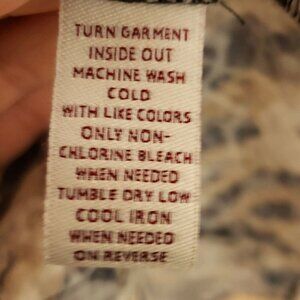 TURN GARMENT
INSIDE OUT
MACHINE WASH
COLD
WITH LIKE COLORS
ONLY NON-
CHLORINE BLEACH
WHEN NEEDED
TUMBLE DRY LOW
COOL IRON
WHEN NEEDED
ON REVERSE